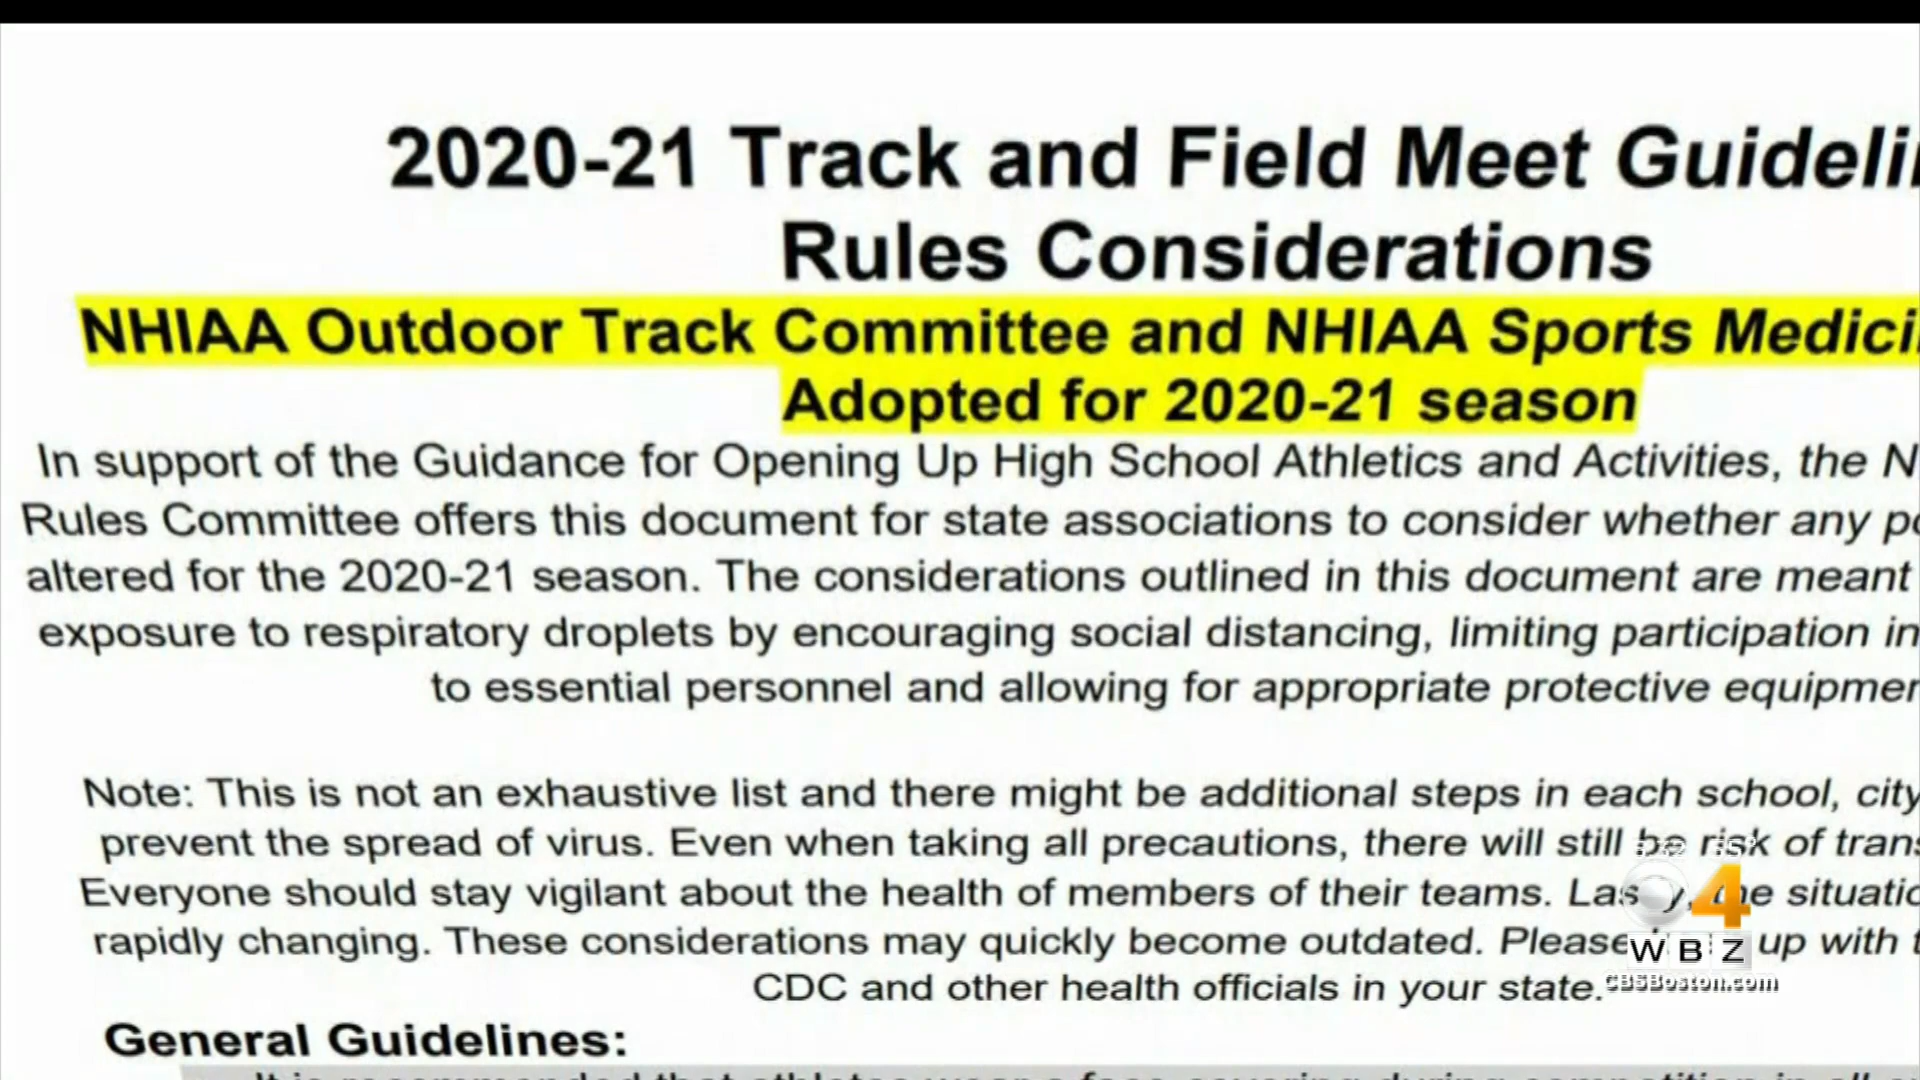 2020-21 Track and Field Meet
Rules Considerations
NHIAA Outdoor Track Committee and NHIAA Sports
Adopted for 2020-21 season
In support of the Guidance for Opening Up High School Athletics and Activities, the
Rules Committee offers this document for state associations to consider whether any
altered for the 2020-21 season. The considerations outlined in this document are meant
exposure to respiratory droplets by encouraging social distancing, limiting participation in
to essential personnel and allowing for appropriate protective
Note: This is not an exhaustive list and there might be additional steps in each school, city
prevent the spread of virus. Even when taking all precautions, there will still be risk of
Everyone should stay vigilant about the health of members of their teams.
rapidly changing. These considerations may quickly become outdated. Please up with
CDC and other health officials in your state.
General Guidelines:
4
WBZ
CBSBoston.com